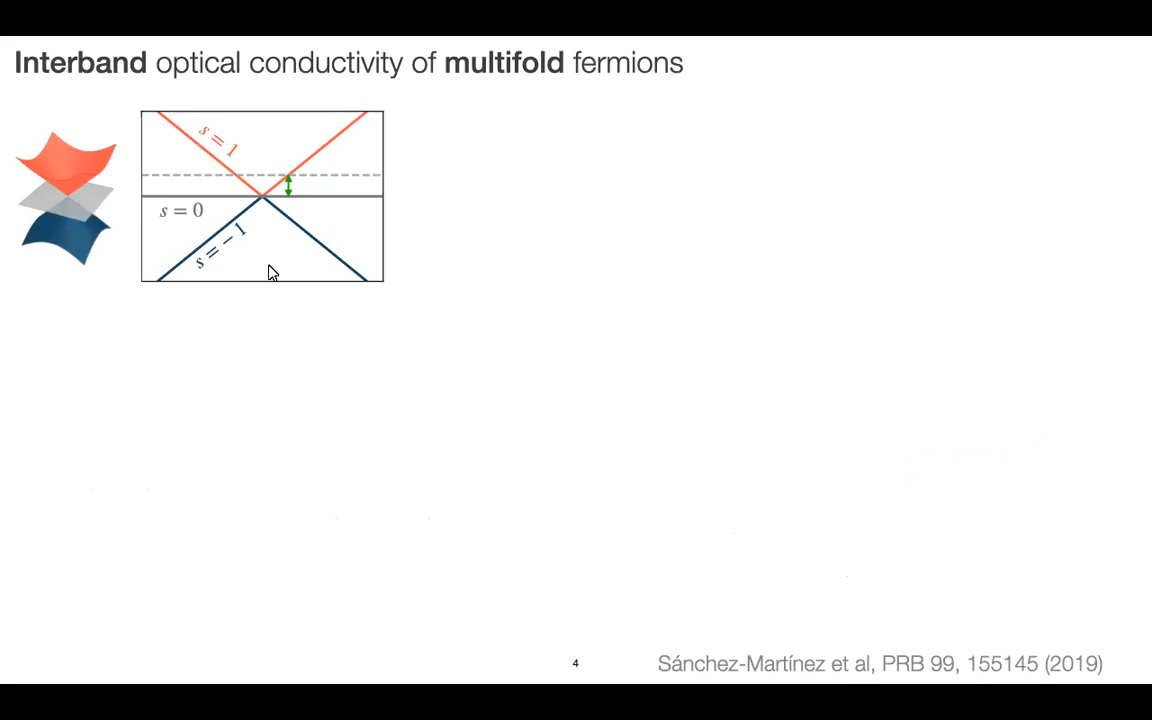 Interband optical conductivity of multifold fermions
s = 1
s = 0
s = − 1
4
Sánchez-Martínez et al, PRB 99, 155145 (2019)